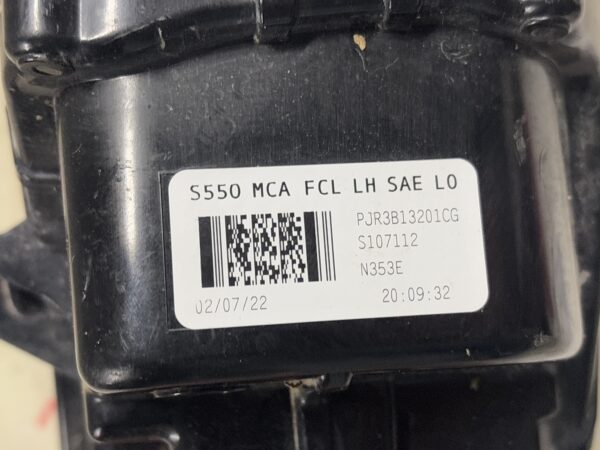 S550 MCA FCL LH SAE LO
PJR3B13201CG
S107112
N353E
02/07/22 20:09:32